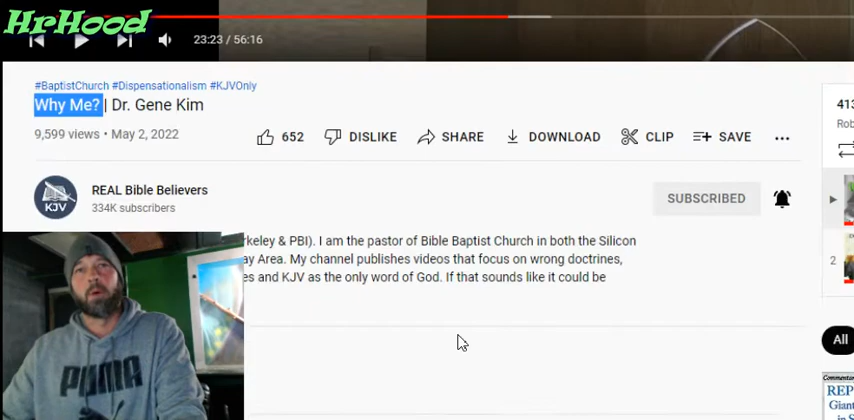 HrHood
23:23 / 56:16
#BaptistChurch #Dispensationalism #KJVOnly
Why Me? | Dr. Gene Kim
9,599 views • May 2, 2022
652 DISLIKE SHARE DOWNLOAD CLIP SAVE ...
413
Rob
KJV
REAL Bible Believers
334K subscribers
SUBSCRIBED
rkeley & PBI). I am the pastor of Bible Baptist Church in both the Silicon
ay Area. My channel publishes videos that focus on wrong doctrines,
es and KJV as the only word of God. If that sounds like it could be
2
PUMA
All
Commentar
REP
Giant
in S